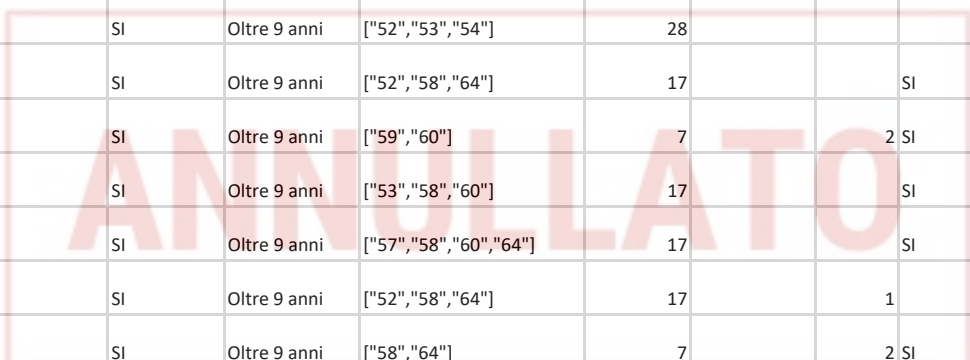 SI Oltre 9 anni ["52","53","54"] 28
SI Oltre 9 anni ["52","58","64"] 17 SI
SI Oltre 9 anni ["59","60"] 7 2 SI
SI Oltre 9 anni ["53","58","60"] 17 SI
SI Oltre 9 anni ["57","58","60","64"] 17 SI
SI Oltre 9 anni ["52","58","64"] 17 1
SI Oltre 9 anni ["58","64"] 7 2 SI
ANNULLATO